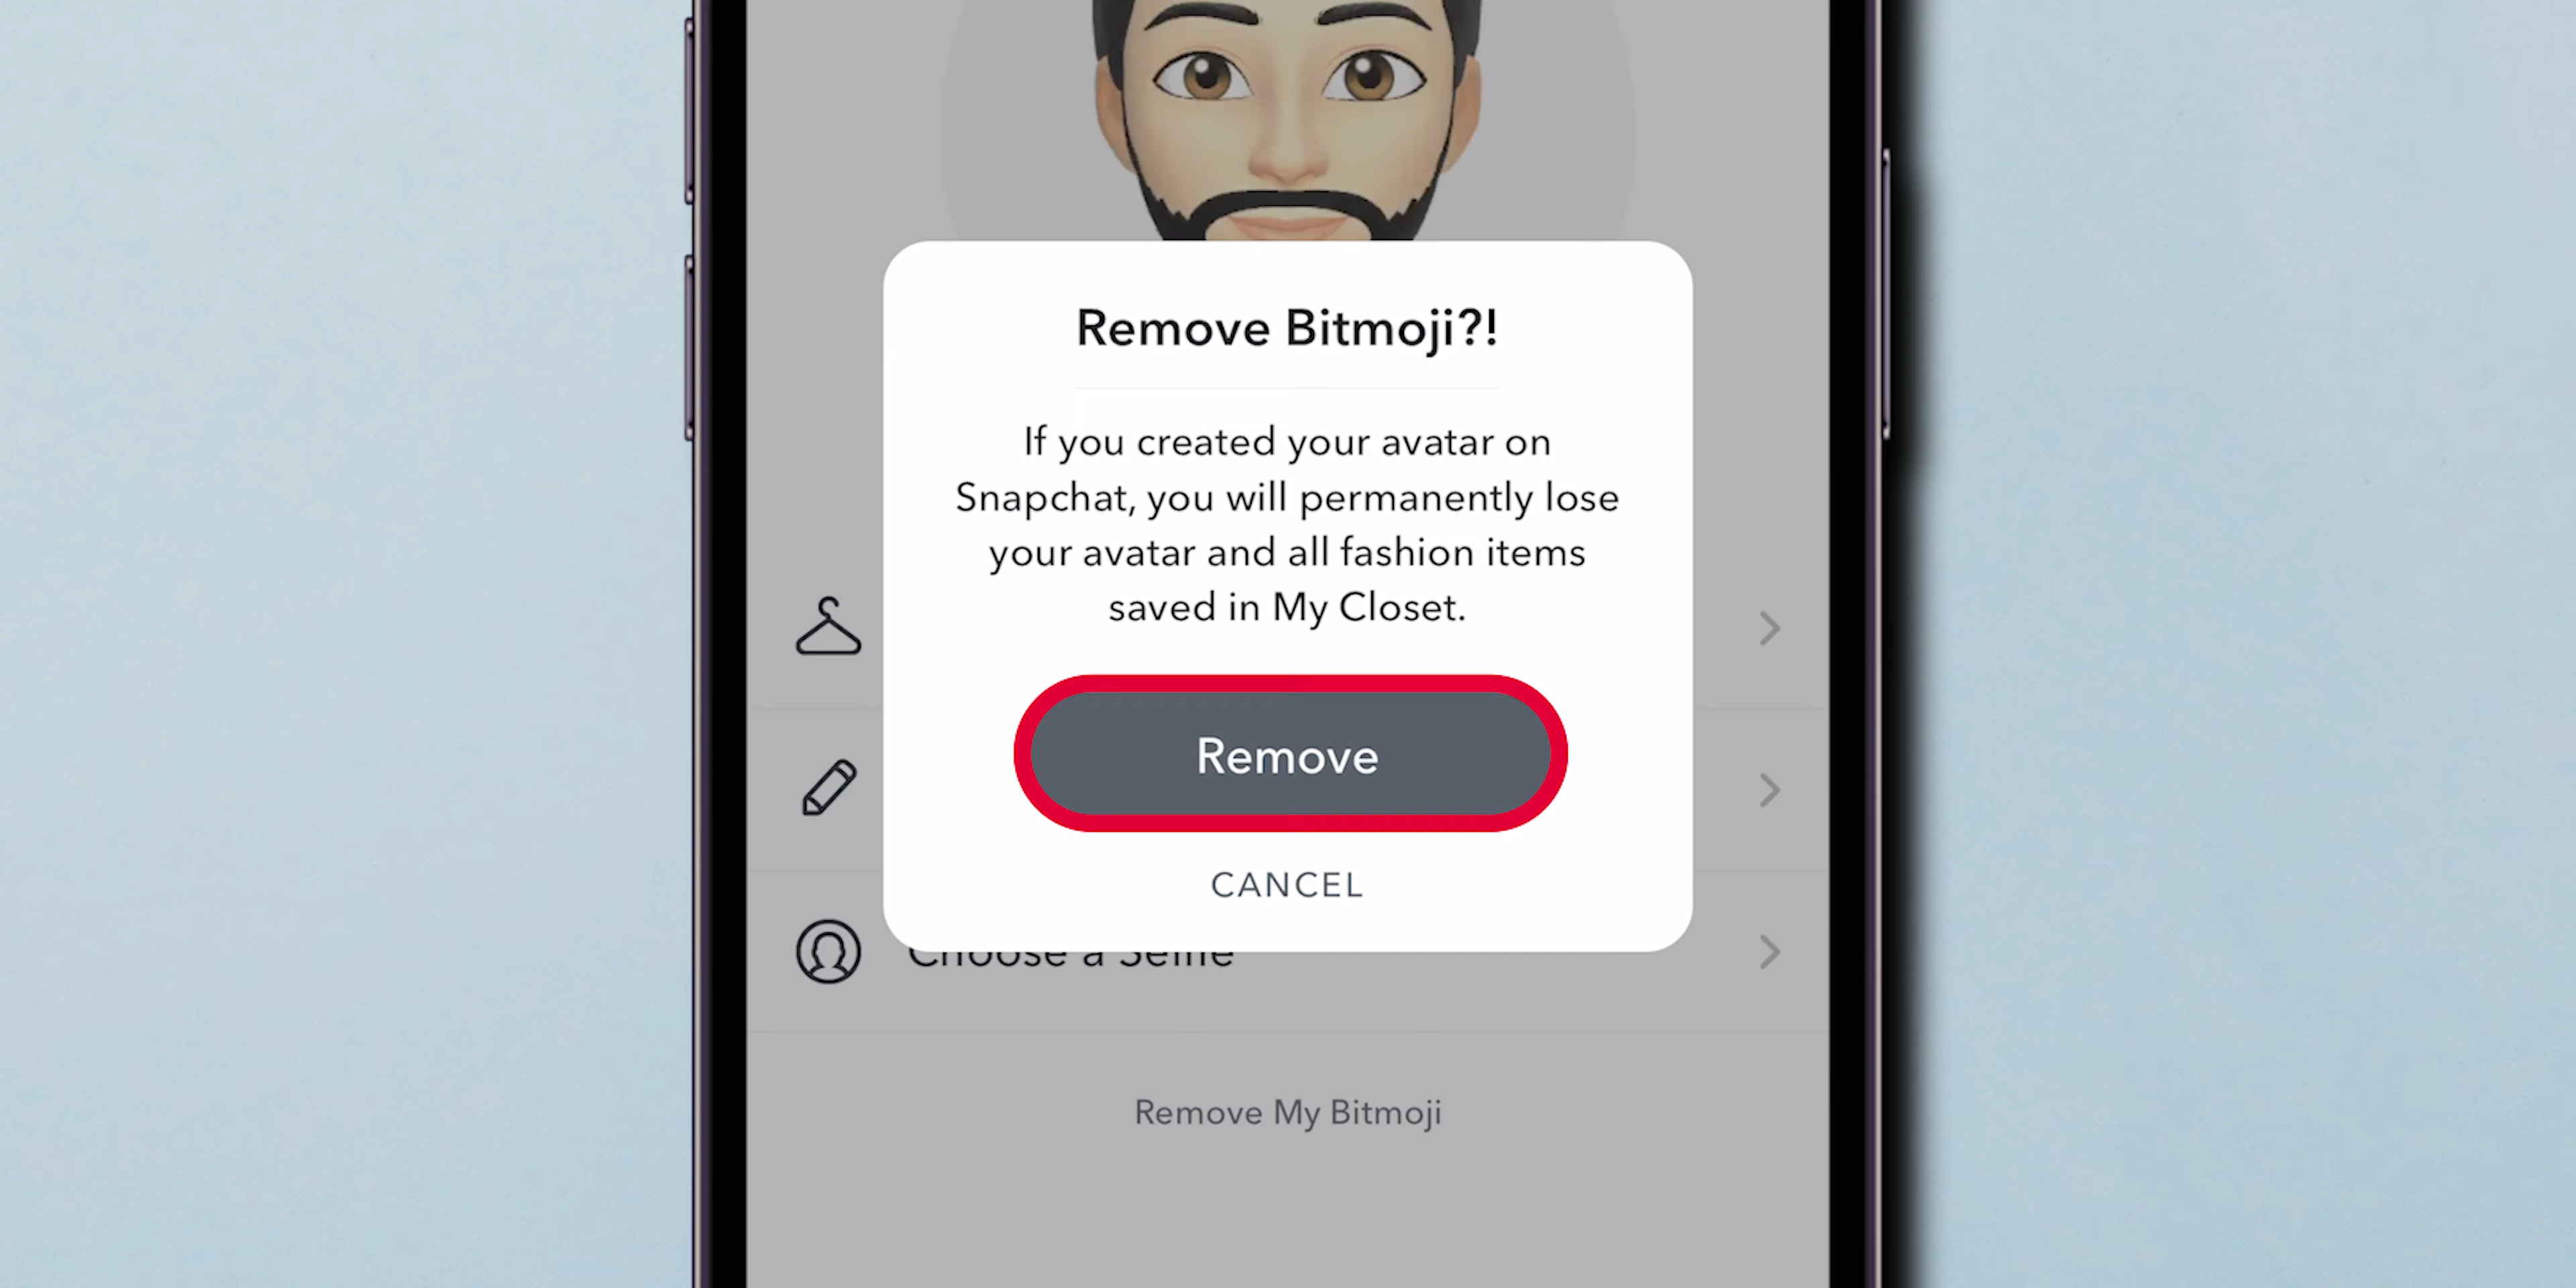 Remove Bitmoji?!
If you created your avatar on
Snapchat, you will permanently lose
your avatar and all fashion items
saved in My Closet.
Remove
CANCEL
Choose a Selfie
Remove My Bitmoji